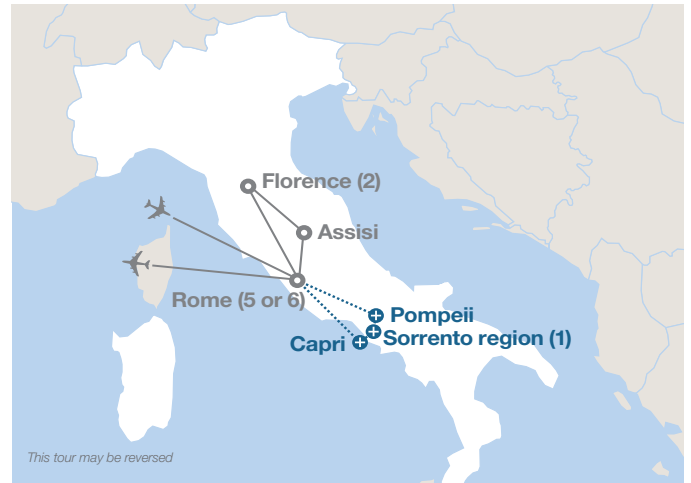 Florence (2)
Assisi
Rome (5 or 6)
Pompeii
Sorrento region (1)
Capri
This tour may be reversed